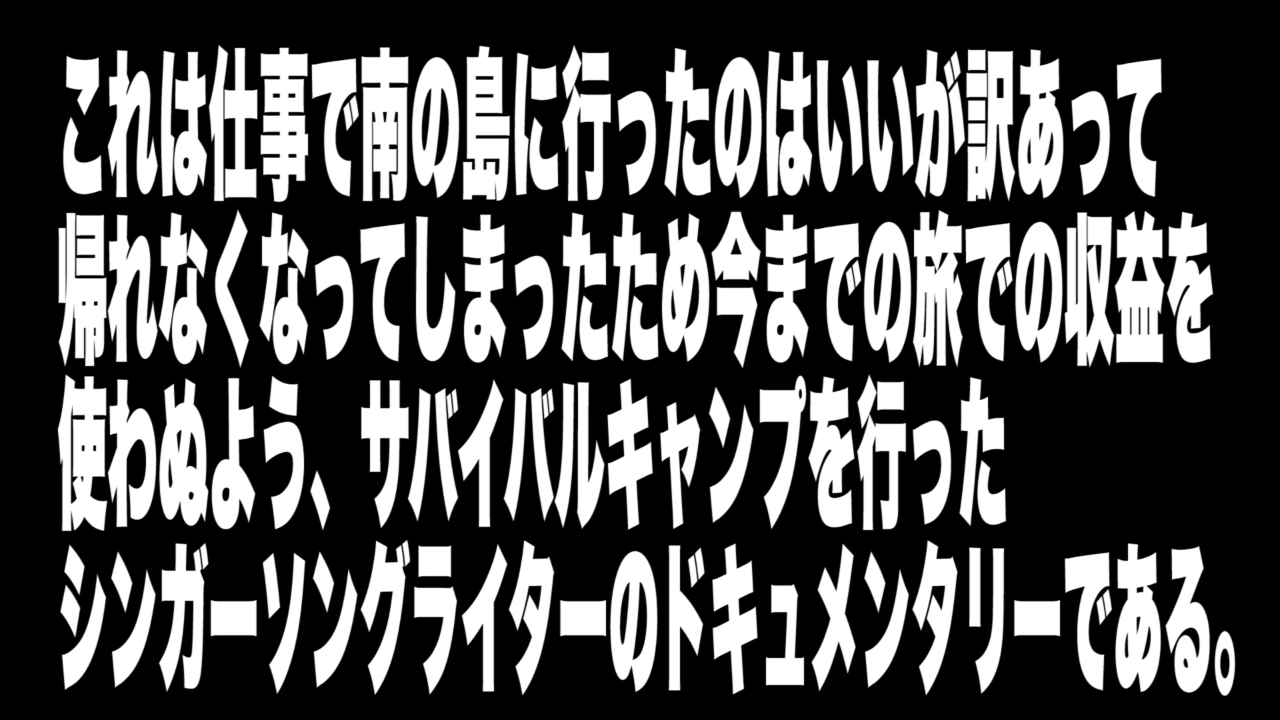 これは仕事で南の島に行ったのはいいが訳あって
帰れなくなってしまったため今までの旅での収益を
使わぬよう、サバイバルキャンプを行った
シンガーソングライターのドキュメンタリーである。